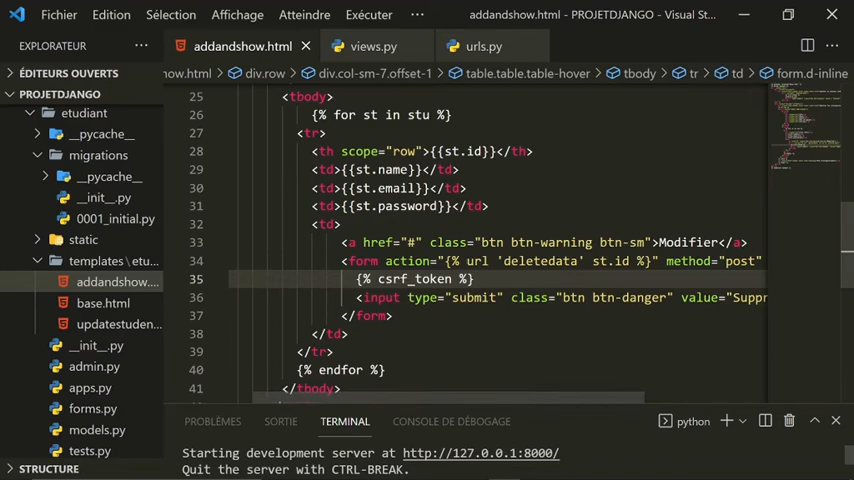 Fichier Edition Sélection Affichage Atteindre Exécuter ··· addandshow.html - PROJETDJANGO - Visual St...
EXPLORATEUR ··· addandshow.html views.py urls.py ···
ÉDITEURS OUVERTS
how.html > div.row > div.col-sm-7.offset-1 > table.table.table-hover > tbody > tr > td > form.d-inline
PROJETDJANGO
etudiant
__pycache__
migrations
__pycache__
__init__.py
0001_initial.py
static
templates\etu...
addandshow....
base.html
updatestuden...
__init__.py
admin.py
apps.py
forms.py
models.py
tests.py
STRUCTURE
25 <tbody>
26 {% for st in stu %}
27 <tr>
28 <th scope="row">{{st.id}}</th>
29 <td>{{st.name}}</td>
30 <td>{{st.email}}</td>
31 <td>{{st.password}}</td>
32 <td>
33 <a href="#" class="btn btn-warning btn-sm">Modifier</a>
34 <form action="{% url 'deletedata' st.id %}" method="post"
35 {% csrf_token %}
36 <input type="submit" class="btn btn-danger" value="Suppr
37 </form>
38 </td>
39 </tr>
40 {% endfor %}
41 </tbody>
PROBLÈMES SORTIE TERMINAL CONSOLE DE DÉBOGAGE python
Starting development server at http://127.0.0.1:8000/
Quit the server with CTRL-BREAK.